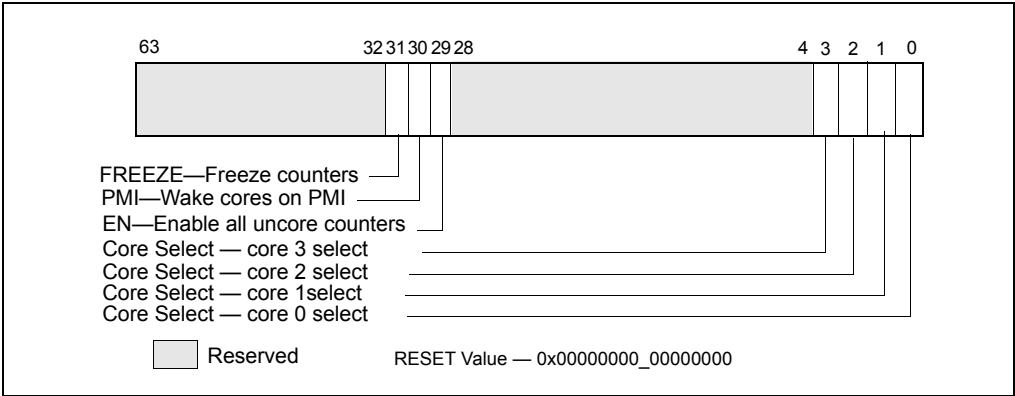 63 32 31 30 29 28 4 3 2 1 0
FREEZE—Freeze counters
PMI—Wake cores on PMI
EN—Enable all uncore counters
Core Select — core 3 select
Core Select — core 2 select
Core Select — core 1select
Core Select — core 0 select
Reserved RESET Value — 0x00000000_00000000